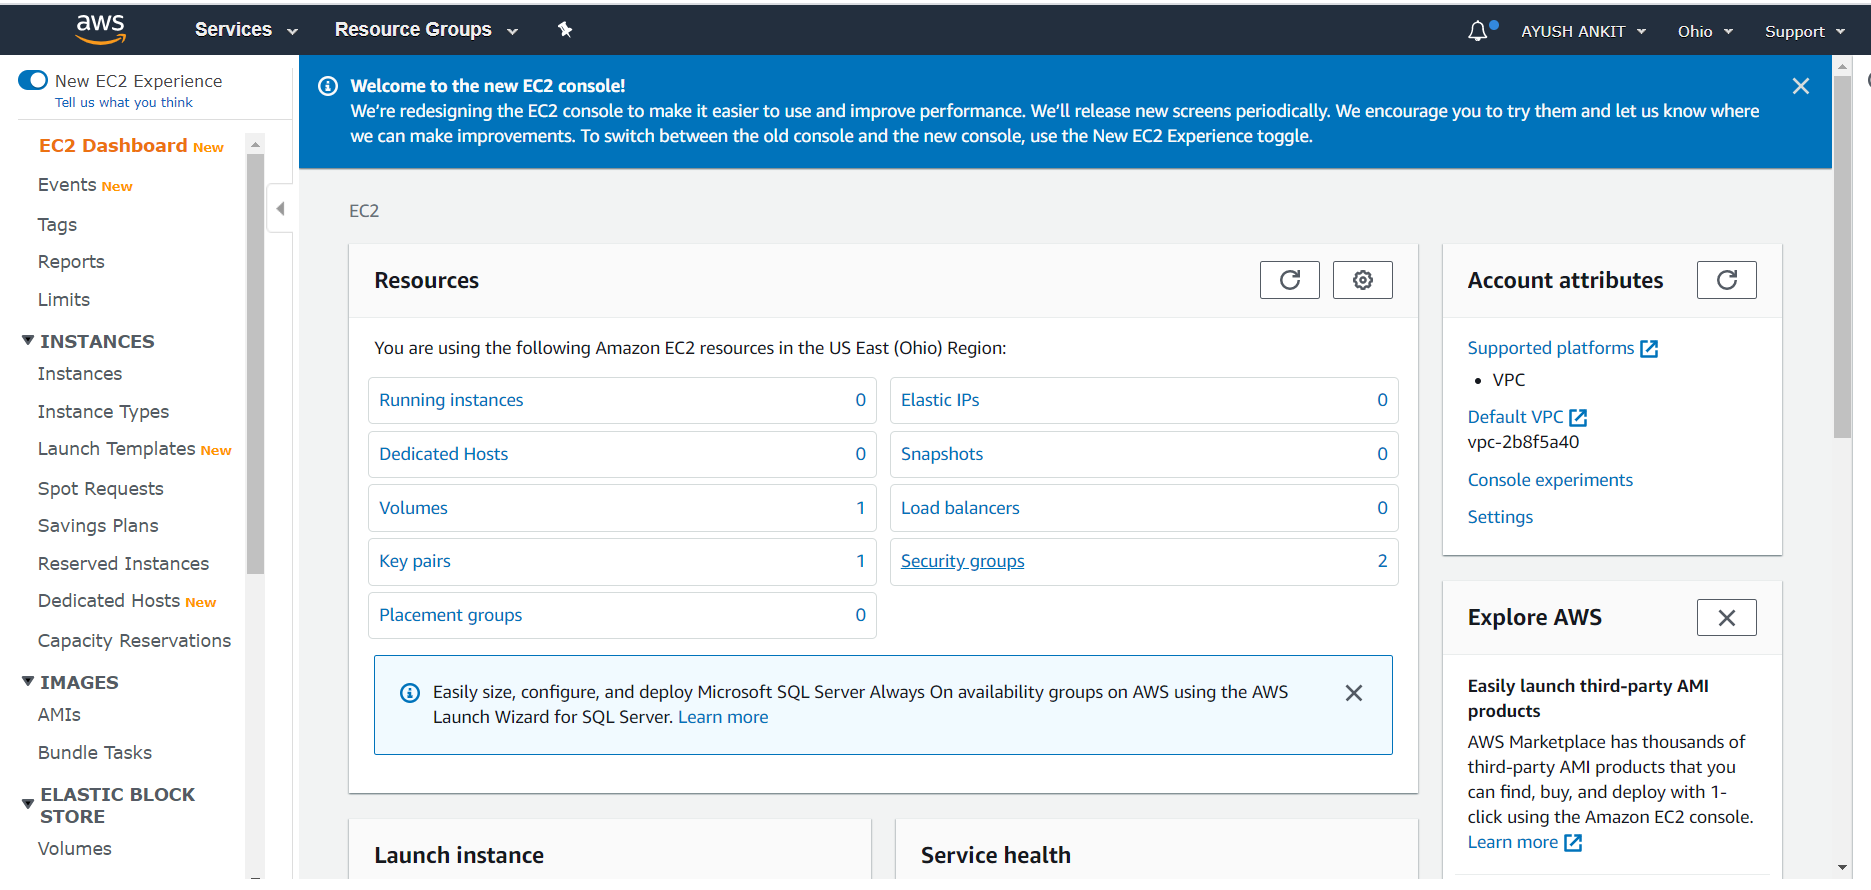 aws
Services
Resource Groups
AYUSH ANKIT
Ohio
Support
New EC2 Experience
Tell us what you think
EC2 Dashboard New
Events New
Tags
Reports
Limits
INSTANCES
Instances
Instance Types
Launch Templates New
Spot Requests
Savings Plans
Reserved Instances
Dedicated Hosts New
Capacity Reservations
IMAGES
AMIs
Bundle Tasks
ELASTIC BLOCK
STORE
Volumes
Welcome to the new EC2 console!
We're redesigning the EC2 console to make it easier to use and improve performance. We'll release new screens periodically. We encourage you to try them and let us know where
we can make improvements. To switch between the old console and the new console, use the New EC2 Experience toggle.
EC2
Resources
You are using the following Amazon EC2 resources in the US East (Ohio) Region:
Running instances 0
Elastic IPs 0
Dedicated Hosts 0
Snapshots 0
Volumes 1
Load balancers 0
Key pairs 1
Security groups 2
Placement groups 0
Easily size, configure, and deploy Microsoft SQL Server Always On availability groups on AWS using the AWS
Launch Wizard for SQL Server. Learn more
Launch instance
Service health
Account attributes
Supported platforms
• VPC
Default VPC
vpc-2b8f5a40
Console experiments
Settings
Explore AWS
Easily launch third-party AMI
products
AWS Marketplace has thousands of
third-party AMI products that you
can find, buy, and deploy with 1-
click using the Amazon EC2 console.
Learn more